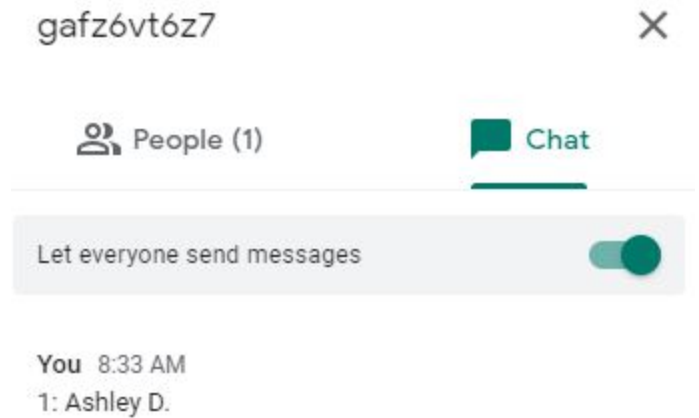 gafz6vt6z7
People (1)
Chat
Let everyone send messages
You 8:33 AM
1: Ashley D.